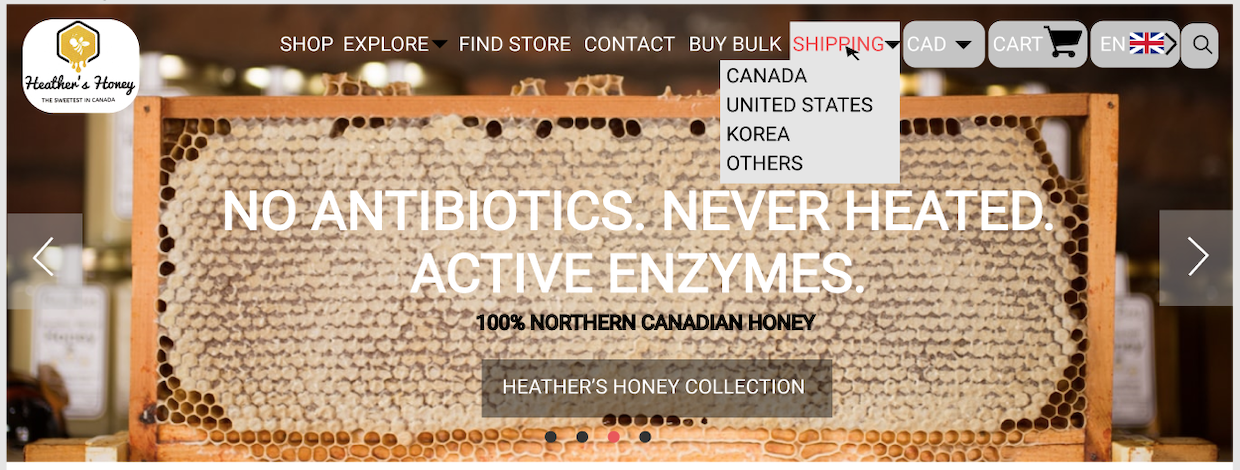 Heather's Honey
THE SWEETEST IN CANADA
SHOP EXPLORE FIND STORE CONTACT BUY BULK SHIPPING CAD CART EN
CANADA
UNITED STATES
KOREA
OTHERS
NO ANTIBIOTICS. NEVER HEATED.
ACTIVE ENZYMES.
100% NORTHERN CANADIAN HONEY
HEATHER'S HONEY COLLECTION